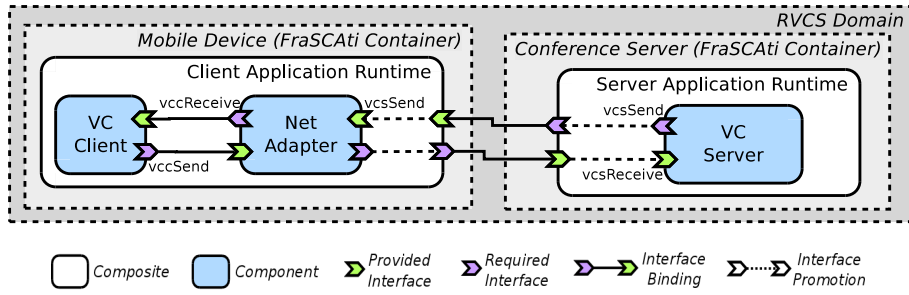 RVCS Domain
Mobile Device (FraSCAti Container)
Conference Server (FraSCAti Container)
Client Application Runtime
Server Application Runtime
vccReceive
vcsSend
vcsSend
VC
Client
Net
Adapter
VC
Server
vccSend
vcsReceive
Composite
Component
Provided
Interface
Required
Interface
Interface
Binding
Interface
Promotion